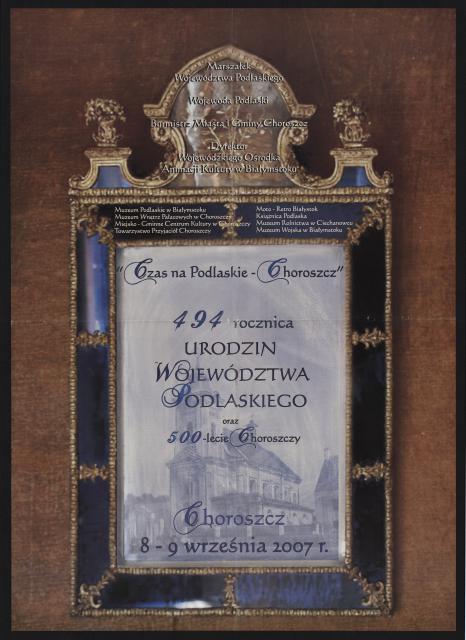 Marszałek
Województwa Podlaskiego
Wojewoda Podlaski
Burmistrz Miasta i Gminy Choroszcz
Dyrektor
Wojewódzkiego Ośrodka
Animacji Kultury w Białymstoku
Muzeum Podlaskie w Białymstoku
Muzeum Wnętrz Pałacowych w Choroszczy
Miejsko - Gminne Centrum Kultury w Choroszczy
Towarzystwo Przyjaciół Choroszczy
Moto - Retro Białystok
Książnica Podlaska
Muzeum Rolnictwa w Ciechanowcu
Muzeum Wojska w Białymstoku
"Czas na Podlaskie - Choroszcz"
494 rocznica
URODZIN
WOJEWÓDZTWA
PODLASKIEGO
oraz
500-lecie Choroszczy
Choroszcz
8 - 9 września 2007 r.